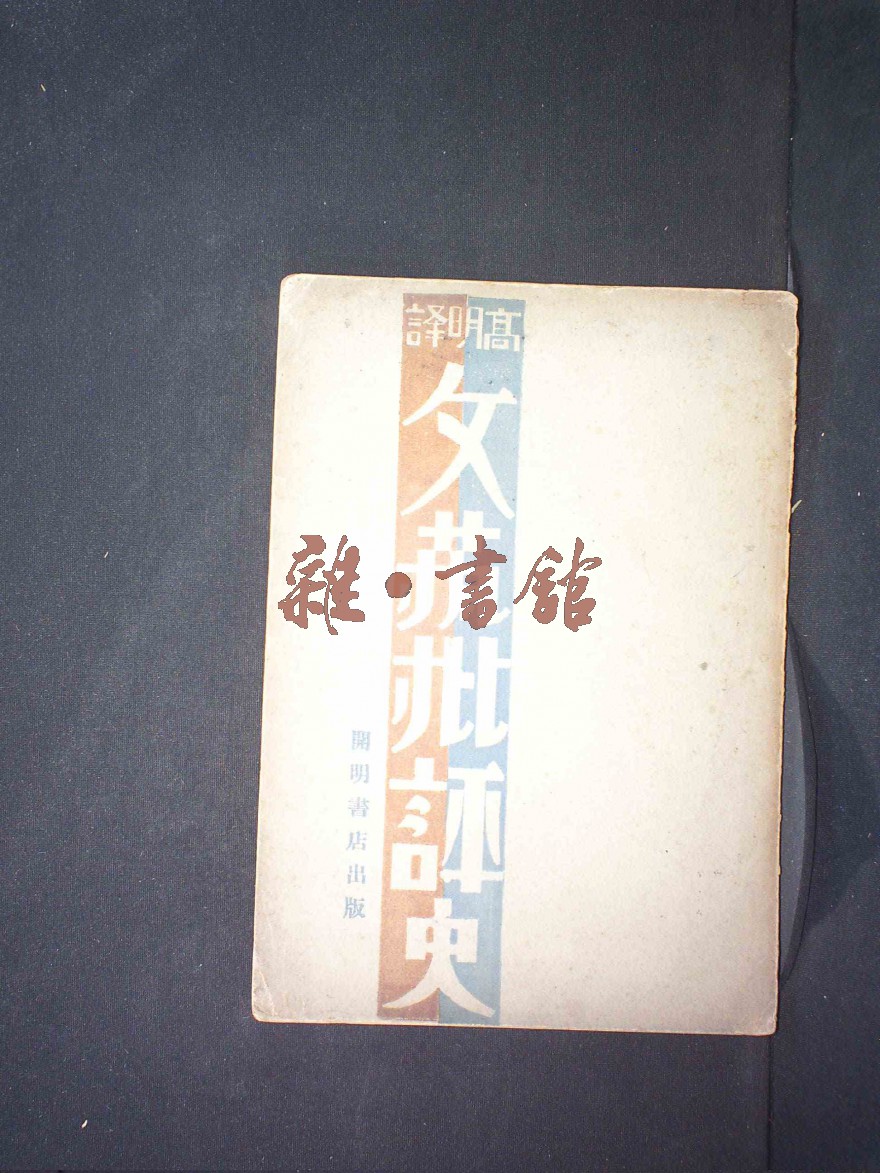 高明譯
文藝批評史
開明書店出版
雜·書館